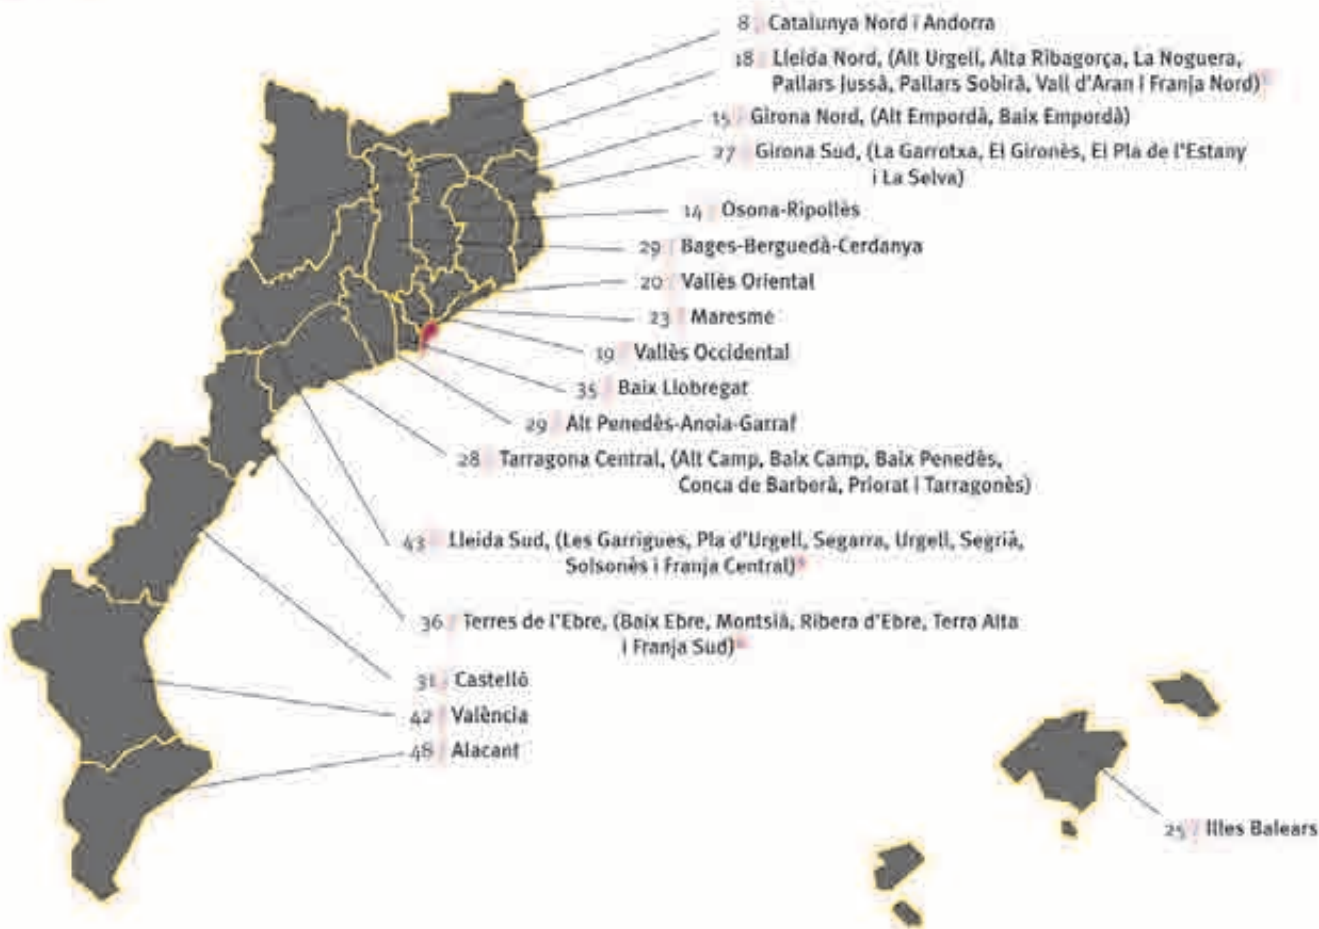 8 / Catalunya Nord i Andorra
18 / Lleida Nord, (Alt Urgell, Alta Ribagorça, La Noguera,
Pallars Jussà, Pallars Sobirà, Vall d'Aran i Franja Nord)*
15 / Girona Nord, (Alt Empordà, Baix Empordà)
27 / Girona Sud, (La Garrotxa, El Gironès, El Pla de l'Estany
i La Selva)
14 / Osona-Ripollès
29 / Bages-Berguedà-Cerdanya
20 / Vallès Oriental
23 / Maresme
19 / Vallès Occidental
35 / Baix Llobregat
29 / Alt Penedès-Anoia-Garraf
28 / Tarragona Central, (Alt Camp, Baix Camp, Baix Penedès,
Conca de Barberà, Priorat i Tarragonès)
43 / Lleida Sud, (Les Garrigues, Pla d'Urgell, Segarra, Urgell, Segrià,
Solsonès i Franja Central)*
36 / Terres de l'Ebre, (Baix Ebre, Montsià, Ribera d'Ebre, Terra Alta
i Franja Sud)*
31 / Castelló
42 / València
48 / Alacant
25 / Illes Balears